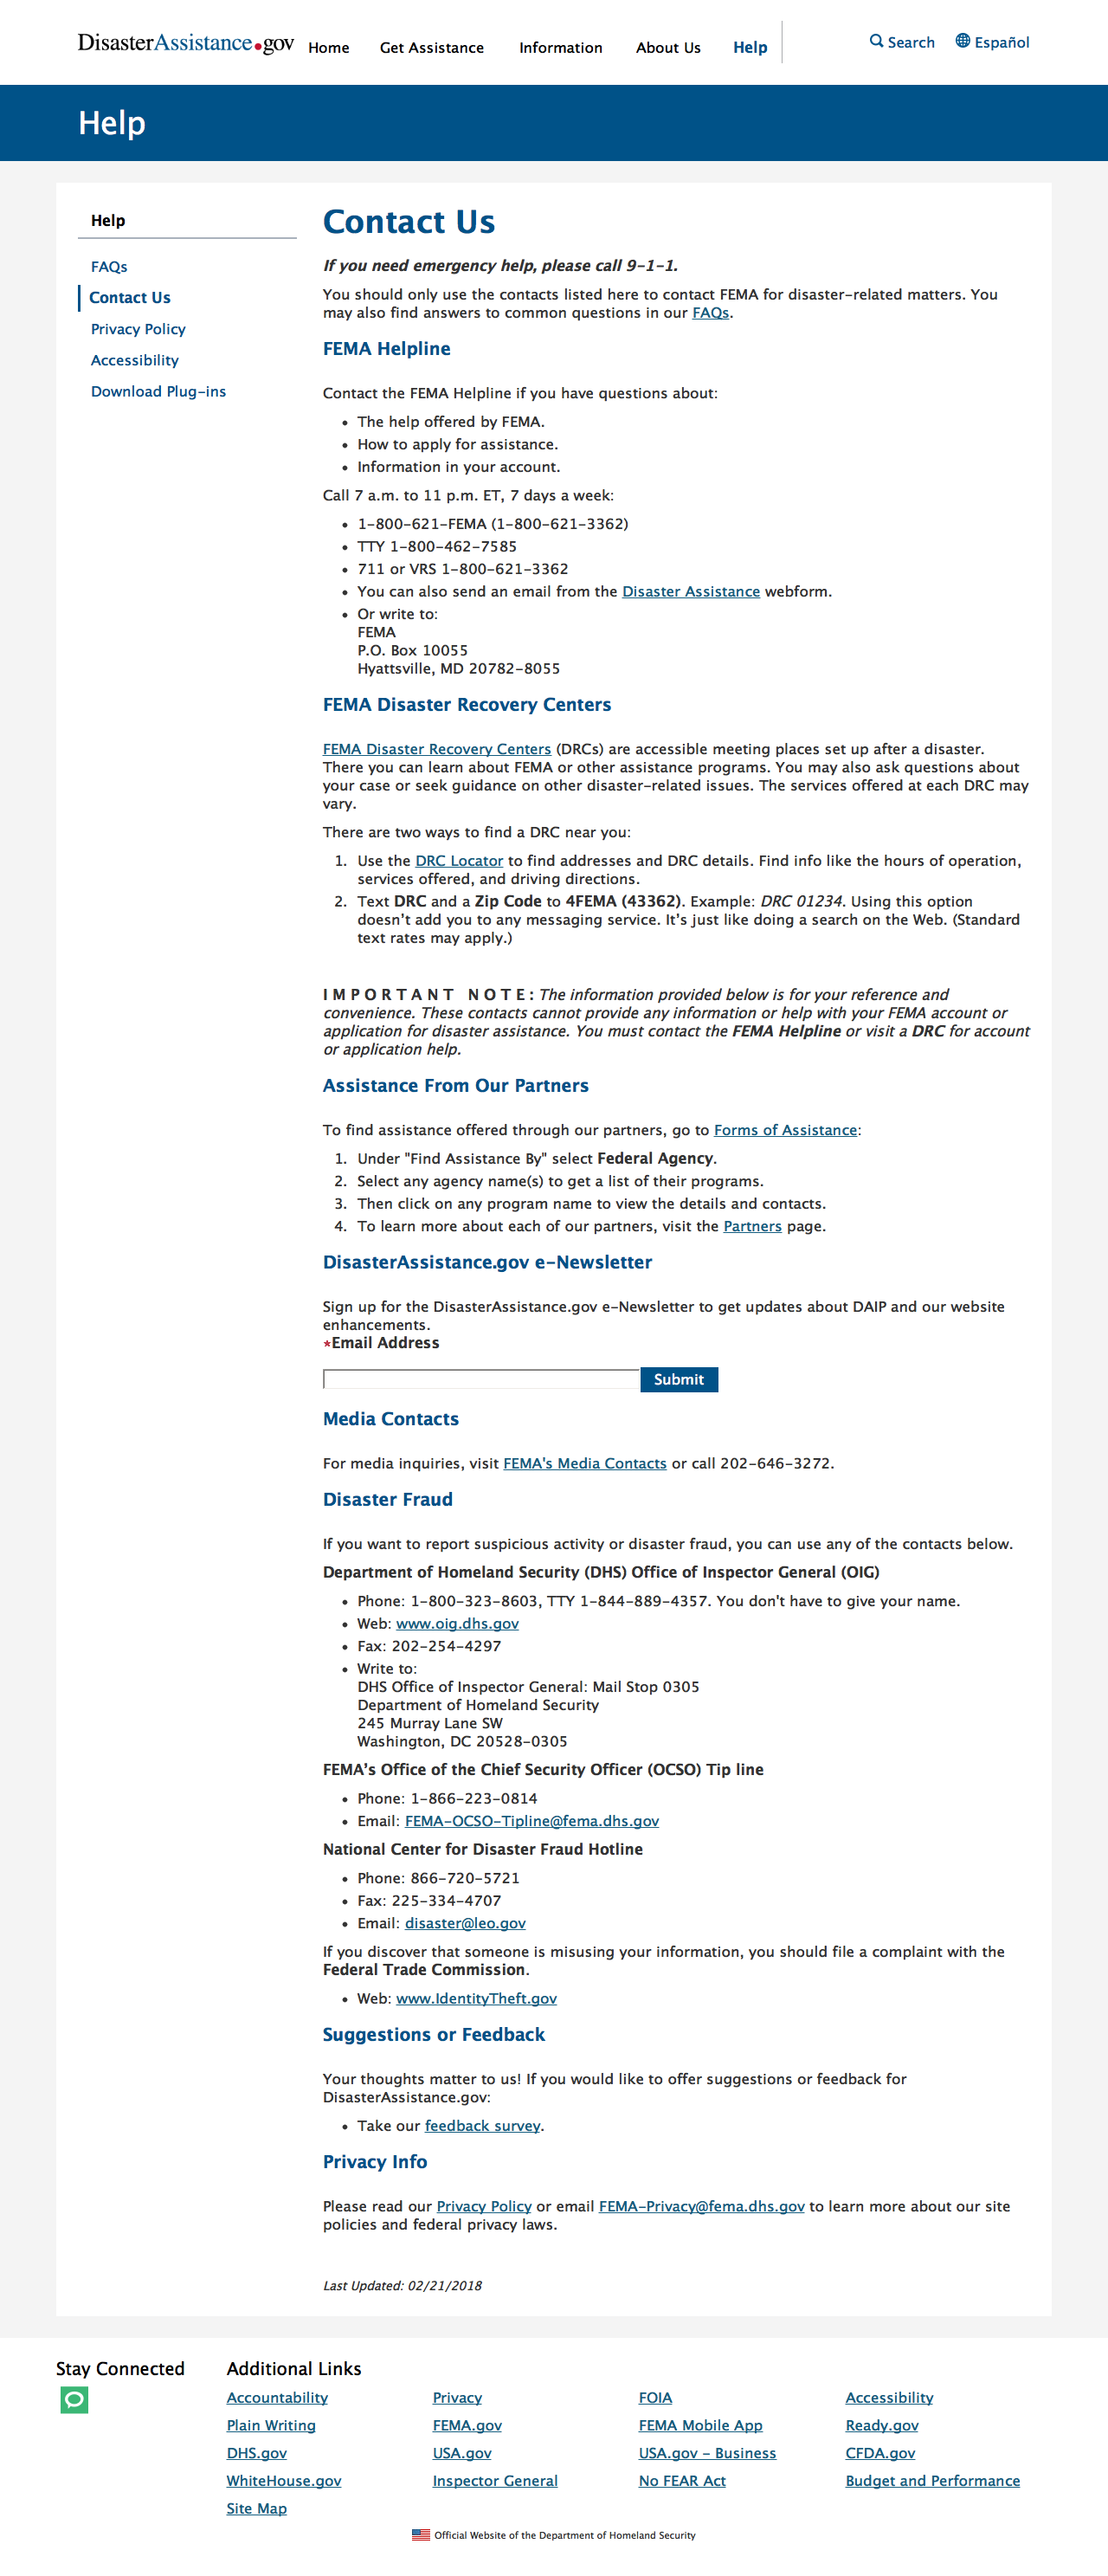 DisasterAssistance.gov
Home
Get Assistance
Information
About Us
Help
Search
Español
Help
Help
FAQs
Contact Us
Privacy Policy
Accessibility
Download Plug-ins
Contact Us
If you need emergency help, please call 9-1-1.
You should only use the contacts listed here to contact FEMA for disaster-related matters. You
may also find answers to common questions in our FAQs.
FEMA Helpline
Contact the FEMA Helpline if you have questions about:
• The help offered by FEMA.
• How to apply for assistance.
• Information in your account.
Call 7 a.m. to 11 p.m. ET, 7 days a week:
• 1-800-621-FEMA (1-800-621-3362)
• TTY 1-800-462-7585
• 711 or VRS 1-800-621-3362
• You can also send an email from the Disaster Assistance webform.
• Or write to:
FEMA
P.O. Box 10055
Hyattsville, MD 20782-8055
FEMA Disaster Recovery Centers
FEMA Disaster Recovery Centers (DRCs) are accessible meeting places set up after a disaster.
There you can learn about FEMA or other assistance programs. You may also ask questions about
your case or seek guidance on other disaster-related issues. The services offered at each DRC may
vary.
There are two ways to find a DRC near you:
1. Use the DRC Locator to find addresses and DRC details. Find info like the hours of operation,
services offered, and driving directions.
2. Text DRC and a Zip Code to 4FEMA (43362). Example: DRC 01234. Using this option
doesn’t add you to any messaging service. It’s just like doing a search on the Web. (Standard
text rates may apply.)
IMPORTANT NOTE: The information provided below is for your reference and
convenience. These contacts cannot provide any information or help with your FEMA account or
application for disaster assistance. You must contact the FEMA Helpline or visit a DRC for account
or application help.
Assistance From Our Partners
To find assistance offered through our partners, go to Forms of Assistance:
1. Under "Find Assistance By" select Federal Agency.
2. Select any agency name(s) to get a list of their programs.
3. Then click on any program name to view the details and contacts.
4. To learn more about each of our partners, visit the Partners page.
DisasterAssistance.gov e-Newsletter
Sign up for the DisasterAssistance.gov e-Newsletter to get updates about DAIP and our website
enhancements.
*Email Address
Submit
Media Contacts
For media inquiries, visit FEMA's Media Contacts or call 202-646-3272.
Disaster Fraud
If you want to report suspicious activity or disaster fraud, you can use any of the contacts below.
Department of Homeland Security (DHS) Office of Inspector General (OIG)
• Phone: 1-800-323-8603, TTY 1-844-889-4357. You don't have to give your name.
• Web: www.oig.dhs.gov
• Fax: 202-254-4297
• Write to:
DHS Office of Inspector General: Mail Stop 0305
Department of Homeland Security
245 Murray Lane SW
Washington, DC 20528-0305
FEMA’s Office of the Chief Security Officer (OCSO) Tip line
• Phone: 1-866-223-0814
• Email: FEMA-OCSO-Tipline@fema.dhs.gov
National Center for Disaster Fraud Hotline
• Phone: 866-720-5721
• Fax: 225-334-4707
• Email: disaster@leo.gov
If you discover that someone is misusing your information, you should file a complaint with the
Federal Trade Commission.
• Web: www.IdentityTheft.gov
Suggestions or Feedback
Your thoughts matter to us! If you would like to offer suggestions or feedback for
DisasterAssistance.gov:
• Take our feedback survey.
Privacy Info
Please read our Privacy Policy or email FEMA-Privacy@fema.dhs.gov to learn more about our site
policies and federal privacy laws.
Last Updated: 02/21/2018
Stay Connected
Additional Links
Accountability
Privacy
FOIA
Accessibility
Plain Writing
FEMA.gov
FEMA Mobile App
Ready.gov
DHS.gov
USA.gov
USA.gov - Business
CFDA.gov
WhiteHouse.gov
Inspector General
No FEAR Act
Budget and Performance
Site Map
Official Website of the Department of Homeland Security